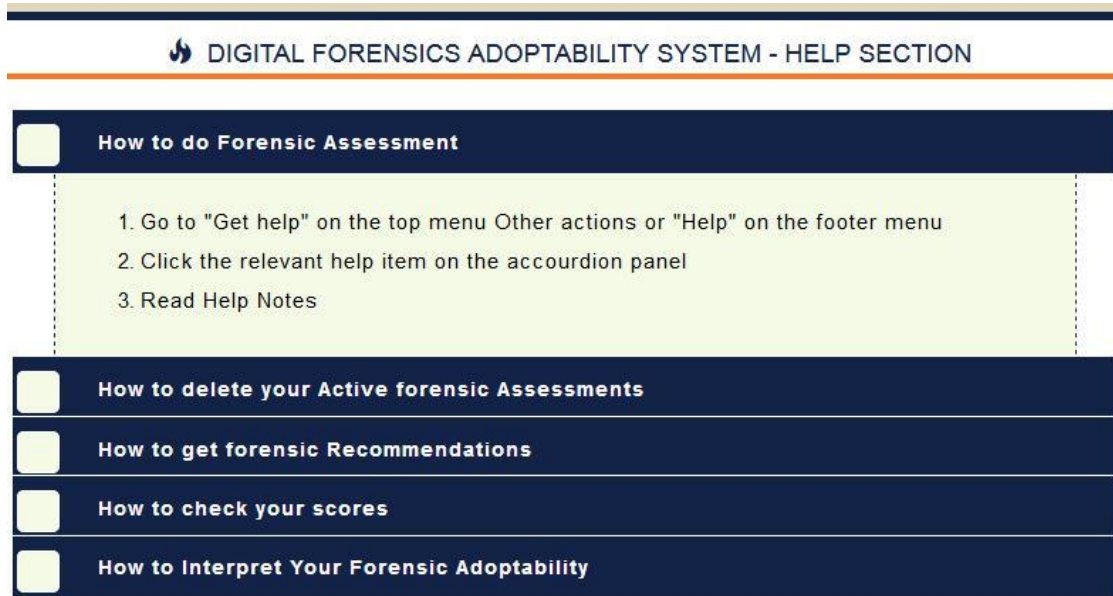 DIGITAL FORENSICS ADOPTABILITY SYSTEM - HELP SECTION
How to do Forensic Assessment
1. Go to "Get help" on the top menu Other actions or "Help" on the footer menu
2. Click the relevant help item on the accourdion panel
3. Read Help Notes
How to delete your Active forensic Assessments
How to get forensic Recommendations
How to check your scores
How to Interpret Your Forensic Adoptability